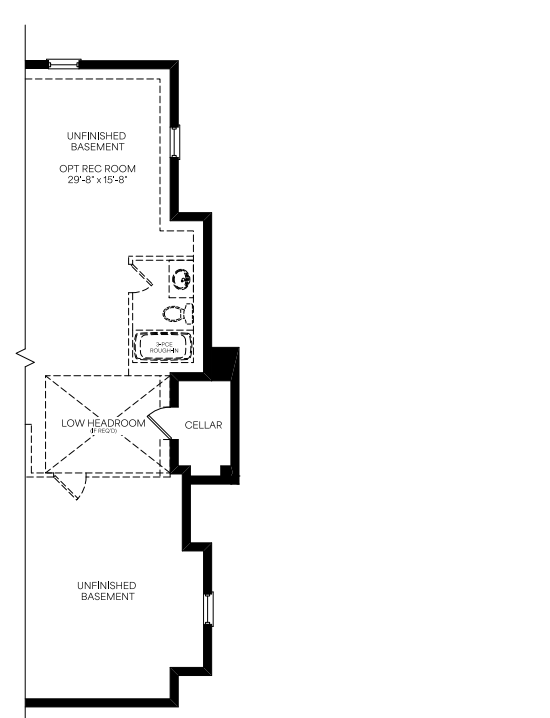 UNFINISHED
BASEMENT
OPT REC ROOM
29'-8" x 15'-8"
3-PCE
ROUGH-IN
LOW HEADROOM
(IF REQ'D)
CELLAR
UNFINISHED
BASEMENT